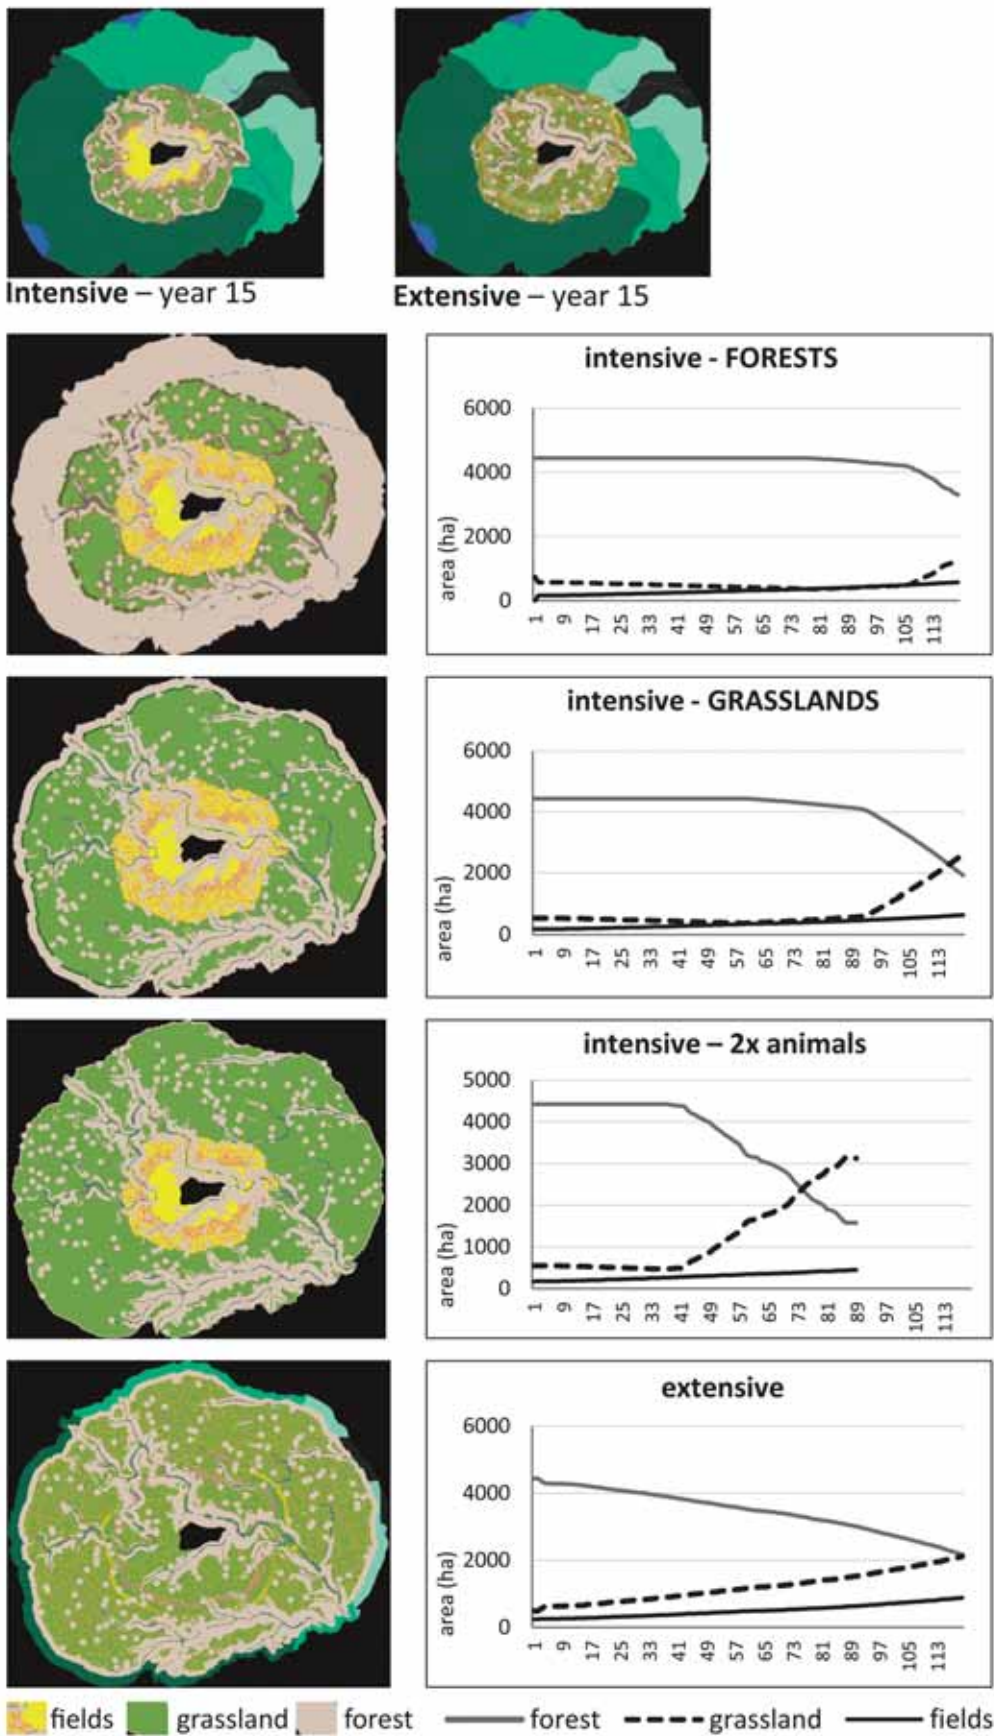 Intensive – year 15
Extensive – year 15
intensive - FORESTS
6000
4000
2000
0
area (ha)
1 9 17 25 33 41 49 57 65 73 81 89 97 105 113
intensive - GRASSLANDS
6000
4000
2000
0
area (ha)
1 9 17 25 33 41 49 57 65 73 81 89 97 105 113
intensive – 2x animals
5000
4000
3000
2000
1000
0
area (ha)
1 9 17 25 33 41 49 57 65 73 81 89 97 105 113
extensive
6000
4000
2000
0
area (ha)
1 9 17 25 33 41 49 57 65 73 81 89 97 105 113
fields grassland forest forest grassland fields